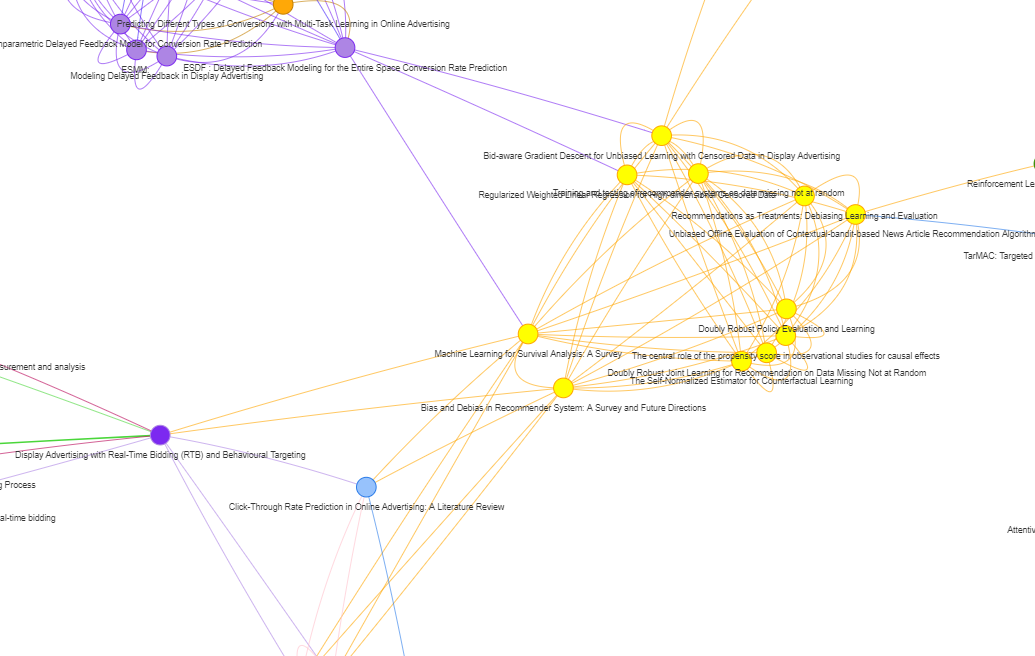 Predicting Different Types of Conversions with Multi-Task Learning in Online Advertising
nparametric Delayed Feedback Model for Conversion Rate Prediction
ESMM:
ESDF : Delayed Feedback Modeling for the Entire Space Conversion Rate Prediction
Modeling Delayed Feedback in Display Advertising
Bid-aware Gradient Descent for Unbiased Learning with Censored Data in Display Advertising
Reinforcement Le
Training and testing of recommender systems on data missing not at random
Regularized Weighted Linear Regression for High-dimensional Censored Data
Recommendations as Treatments: Debiasing Learning and Evaluation
Unbiased Offline Evaluation of Contextual-bandit-based News Article Recommendation Algorithm
TarMAC: Targeted
Doubly Robust Policy Evaluation and Learning
Machine Learning for Survival Analysis: A Survey
The central role of the propensity score in observational studies for causal effects
surement and analysis
Doubly Robust Joint Learning for Recommendation on Data Missing Not at Random
The Self-Normalized Estimator for Counterfactual Learning
Bias and Debias in Recommender System: A Survey and Future Directions
Display Advertising with Real-Time Bidding (RTB) and Behavioural Targeting
g Process
Click-Through Rate Prediction in Online Advertising: A Literature Review
al-time bidding
Attentiv